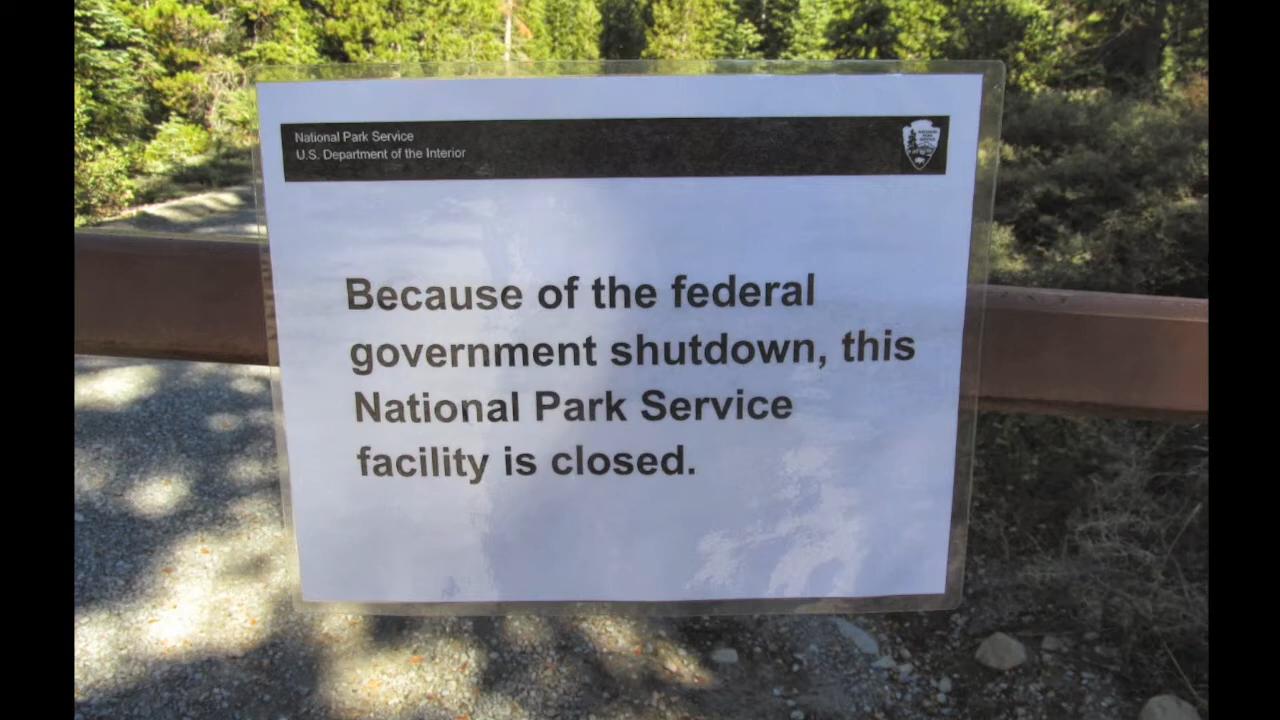 National Park Service
U.S. Department of the Interior
Because of the federal
government shutdown, this
National Park Service
facility is closed.